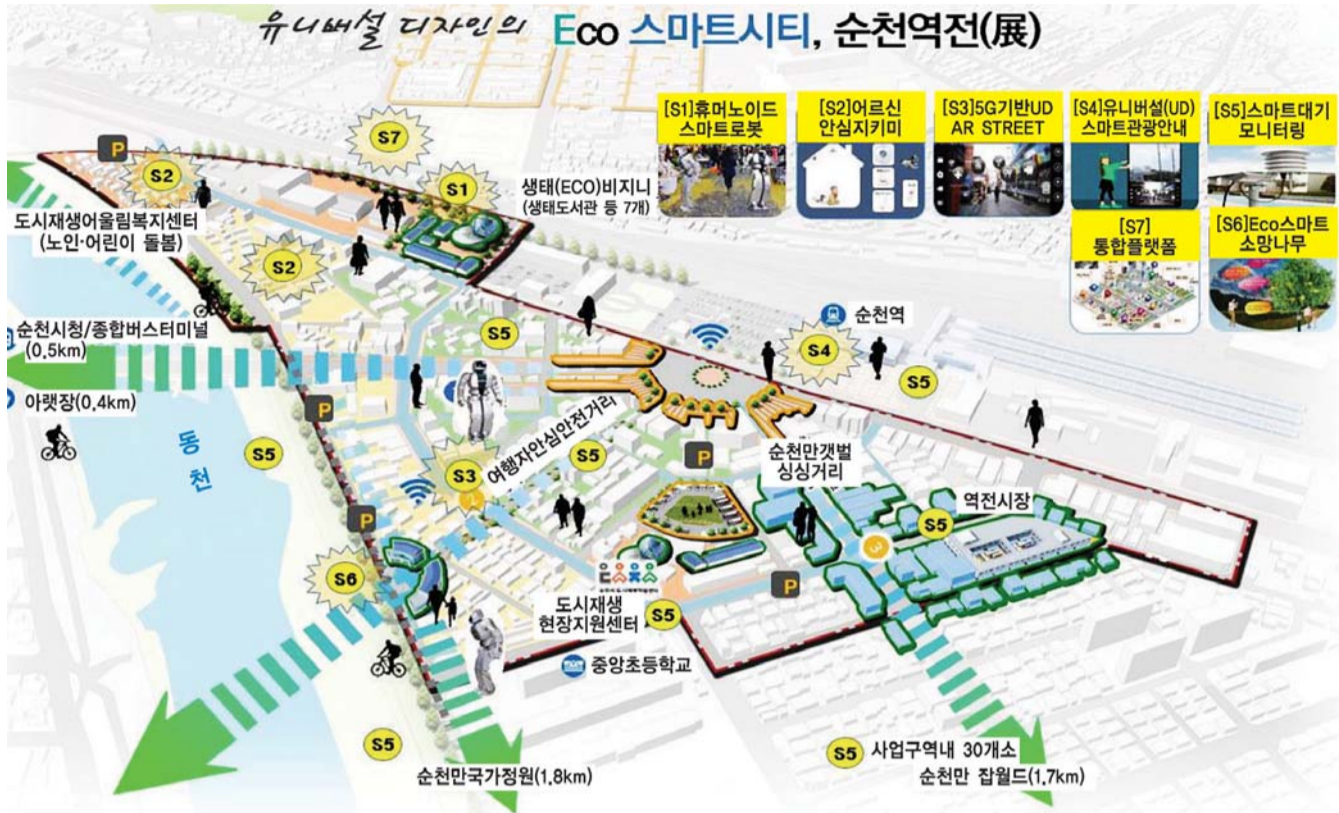 유니버설 디자인의 Eco 스마트시티, 순천역전(展)
[S1]휴머노이드
스마트로봇
[S2]어르신
안심지키미
[S3]5G기반UD
AR STREET
[S4]유니버설(UD)
스마트관광안내
[S5]스마트대기
모니터링
[S7]
통합플랫폼
[S6]Eco스마트
소망나무
P
S2
S7
S1
생태(ECO)비지니
(생태도서관 등 7개)
도시재생어울림복지센터
(노인·어린이 돌봄)
S2
순천시청/종합버스터미널
(0.5km)
S5
순천역
S4
S5
아랫장(0.4km)
P
동천
S5
S3
여행자안심안전거리
S5
P
순천만갯벌
싱싱거리
역전시장
S5
3
P
S6
도시재생
현장지원센터
S5
P
중앙초등학교
S5
순천만국가정원(1.8km)
S5 사업구역내 30개소
순천만 잡월드(1.7km)